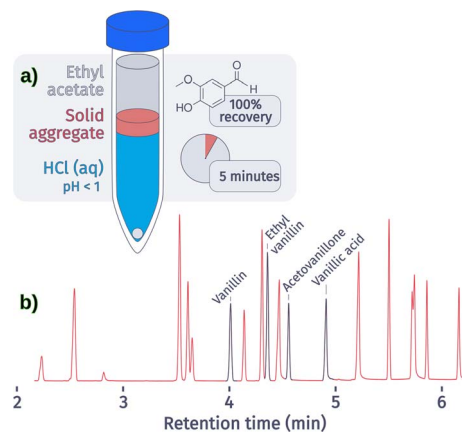 a)
Ethyl
acetate
Solid
aggregate
HCl (aq)
pH < 1
O
O
H
HO
100%
recovery
5 minutes
b)
Vanillin
Ethyl
vanillin
Acetovanillone
Vanillic acid
2 3 4 5 6
Retention time (min)